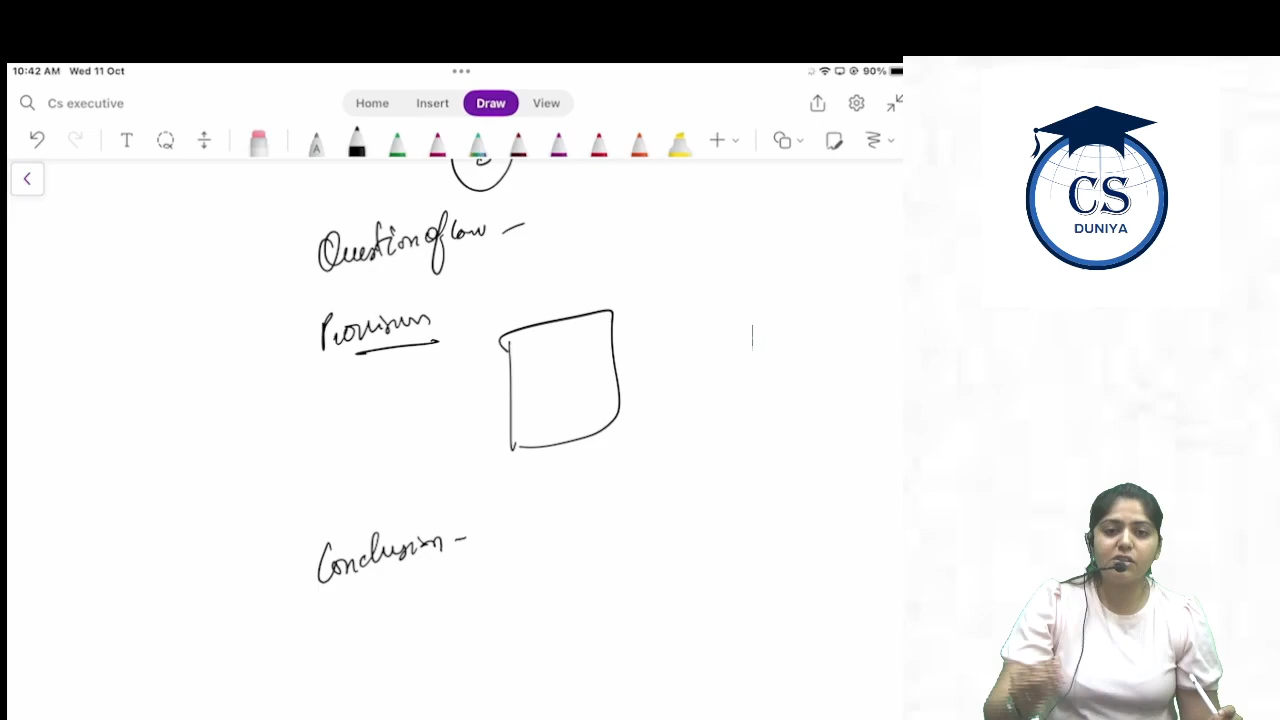 10:42 AM Wed 11 Oct
90%
Cs executive
Home Insert Draw View
T
A
Question of law -
Provisions
Conclusion -
CS
DUNIYA